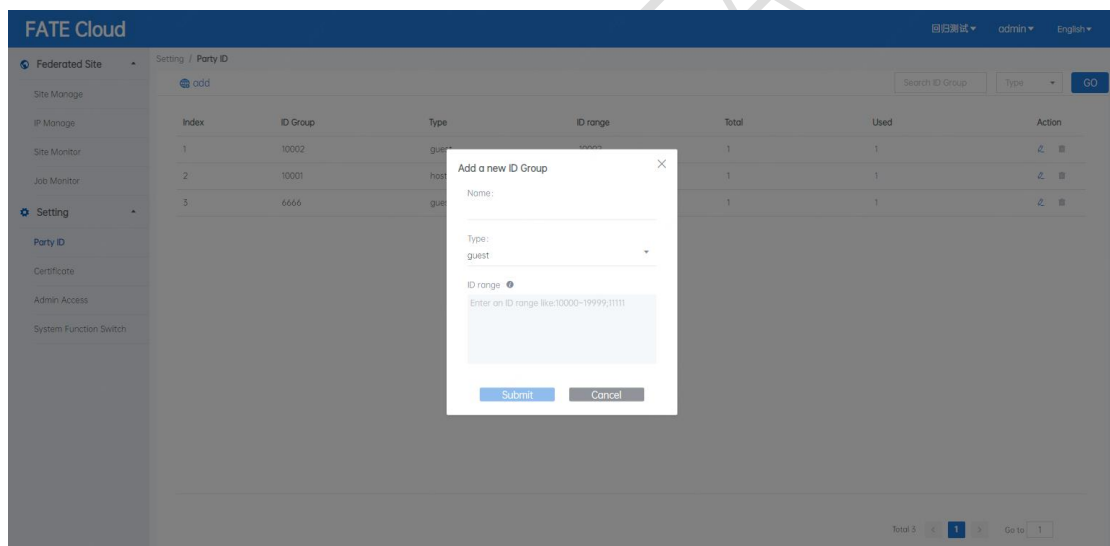 FATE Cloud
回归测试 admin English
Federated Site
Site Manage
IP Manage
Site Monitor
Job Monitor
Setting
Party ID
Certificate
Admin Access
System Function Switch
Setting / Party ID
add
Search ID Group Type GO
Index ID Group Type ID range Total Used Action
1 10002 guest 10002 1 1
2 10001 host 1 1
3 6666 gues 1 1
Add a new ID Group
Name:
Type:
guest
ID range
Enter an ID range like:10000~19999;11111
Submit Cancel
Total 3 1 Go to 1